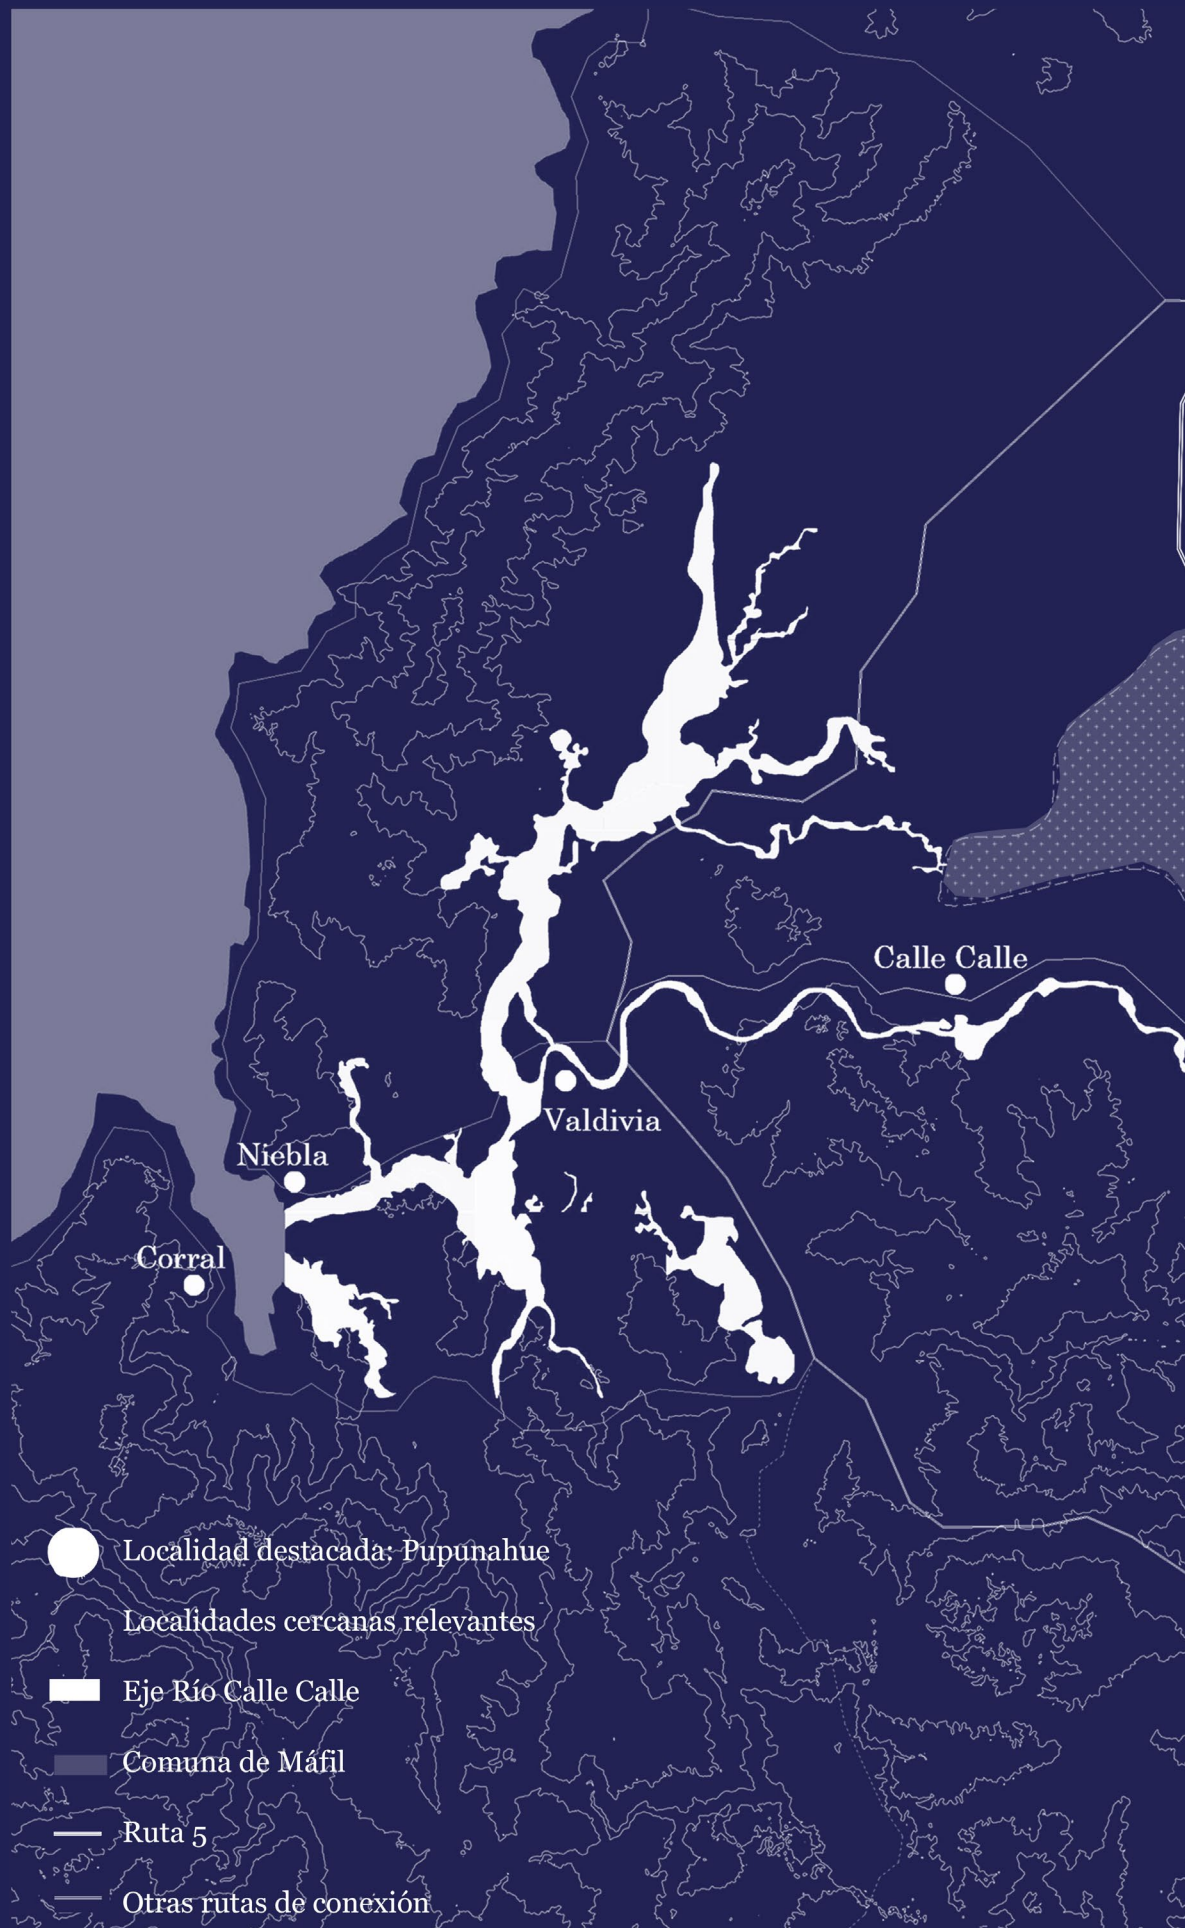 Calle Calle
Valdivia
Niebla
Corral
Localidad destacada: Pupunahue
Localidades cercanas relevantes
Eje Río Calle Calle
Comuna de Máfil
Ruta 5
Otras rutas de conexión